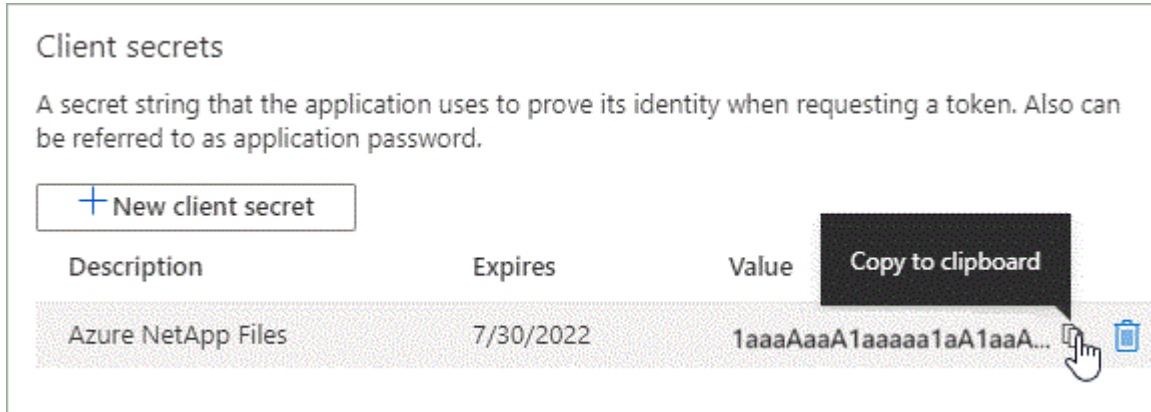 Client secrets
A secret string that the application uses to prove its identity when requesting a token. Also can
be referred to as application password.
New client secret
Copy to clipboard
Description Expires Value
Azure NetApp Files 7/30/2022 1aaaAaaA1aaaaa1aA1aaA...